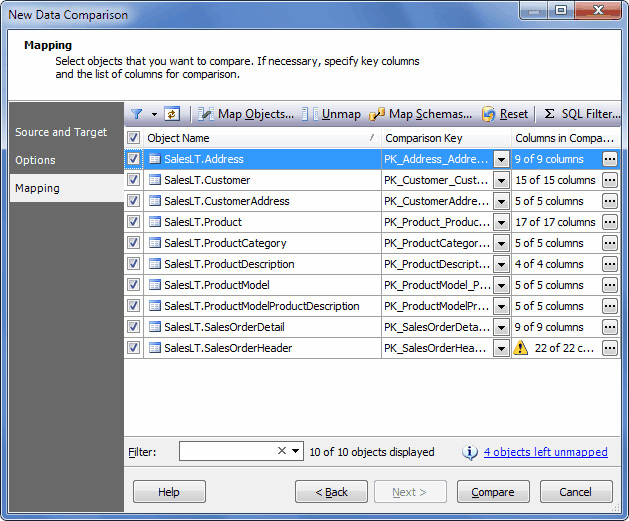 New Data Comparison
Mapping
Select objects that you want to compare. If necessary, specify key columns
and the list of columns for comparison.
Source and Target
Options
Mapping
Map Objects... Unmap Map Schemas... Reset Σ SQL Filter...
Object Name Comparison Key Columns in Compa...
SalesLT.Address PK_Address_Addre... 9 of 9 columns
SalesLT.Customer PK_Customer_Cust... 15 of 15 columns
SalesLT.CustomerAddress PK_CustomerAddre... 5 of 5 columns
SalesLT.Product PK_Product_Produc... 17 of 17 columns
SalesLT.ProductCategory PK_ProductCategor... 5 of 5 columns
SalesLT.ProductDescription PK_ProductDescript... 4 of 4 columns
SalesLT.ProductModel PK_ProductModel_P... 5 of 5 columns
SalesLT.ProductModelProductDescription PK_ProductModelPr... 5 of 5 columns
SalesLT.SalesOrderDetail PK_SalesOrderDeta... 9 of 9 columns
SalesLT.SalesOrderHeader PK_SalesOrderHea... 22 of 22 c...
Filter: 10 of 10 objects displayed 4 objects left unmapped
Help < Back Next > Compare Cancel